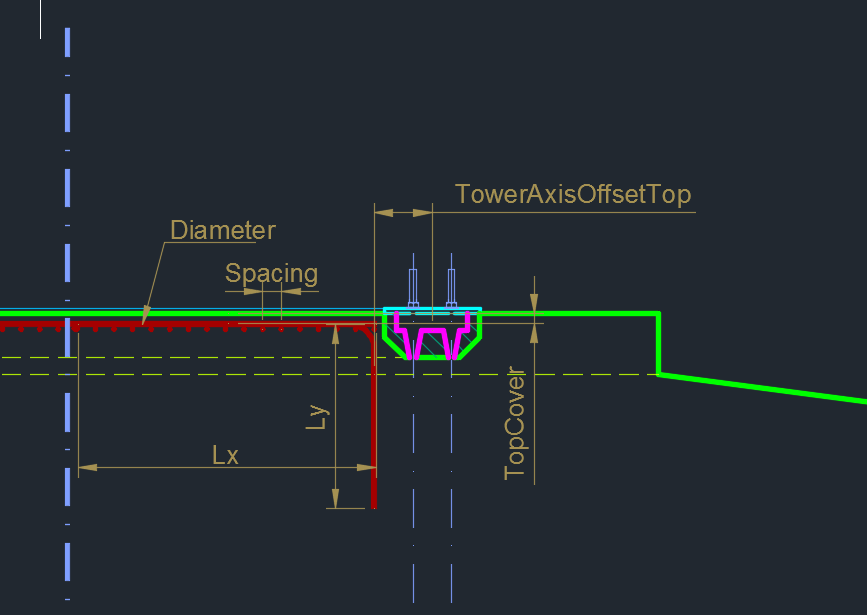 TowerAxisOffsetTop
Diameter
Spacing
Ly
TopCover
Lx